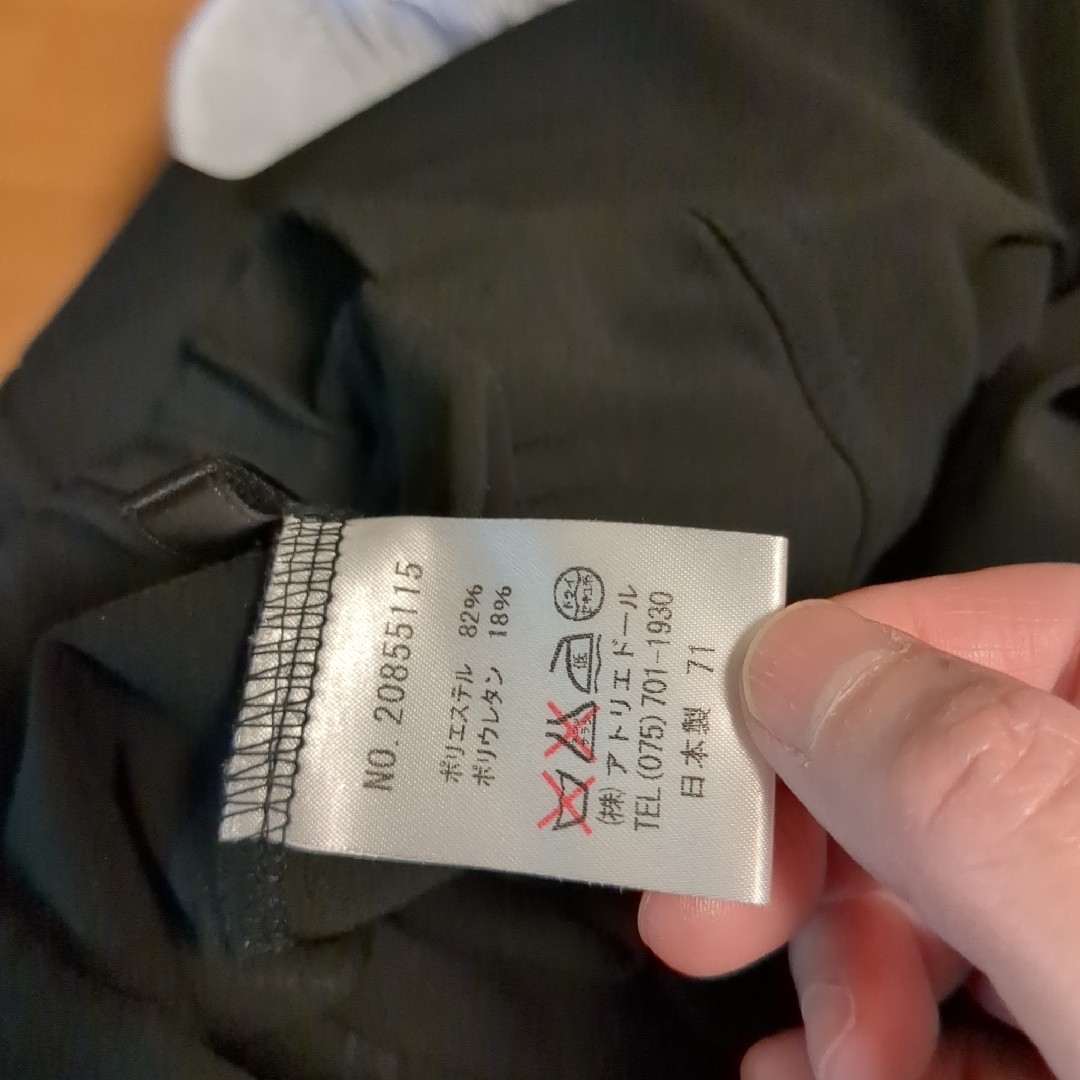 NO. 20855115
ポリエステル 82%
ポリウレタン 18%
(株)アトリエドール
TEL(075)701-1930
日本製 71